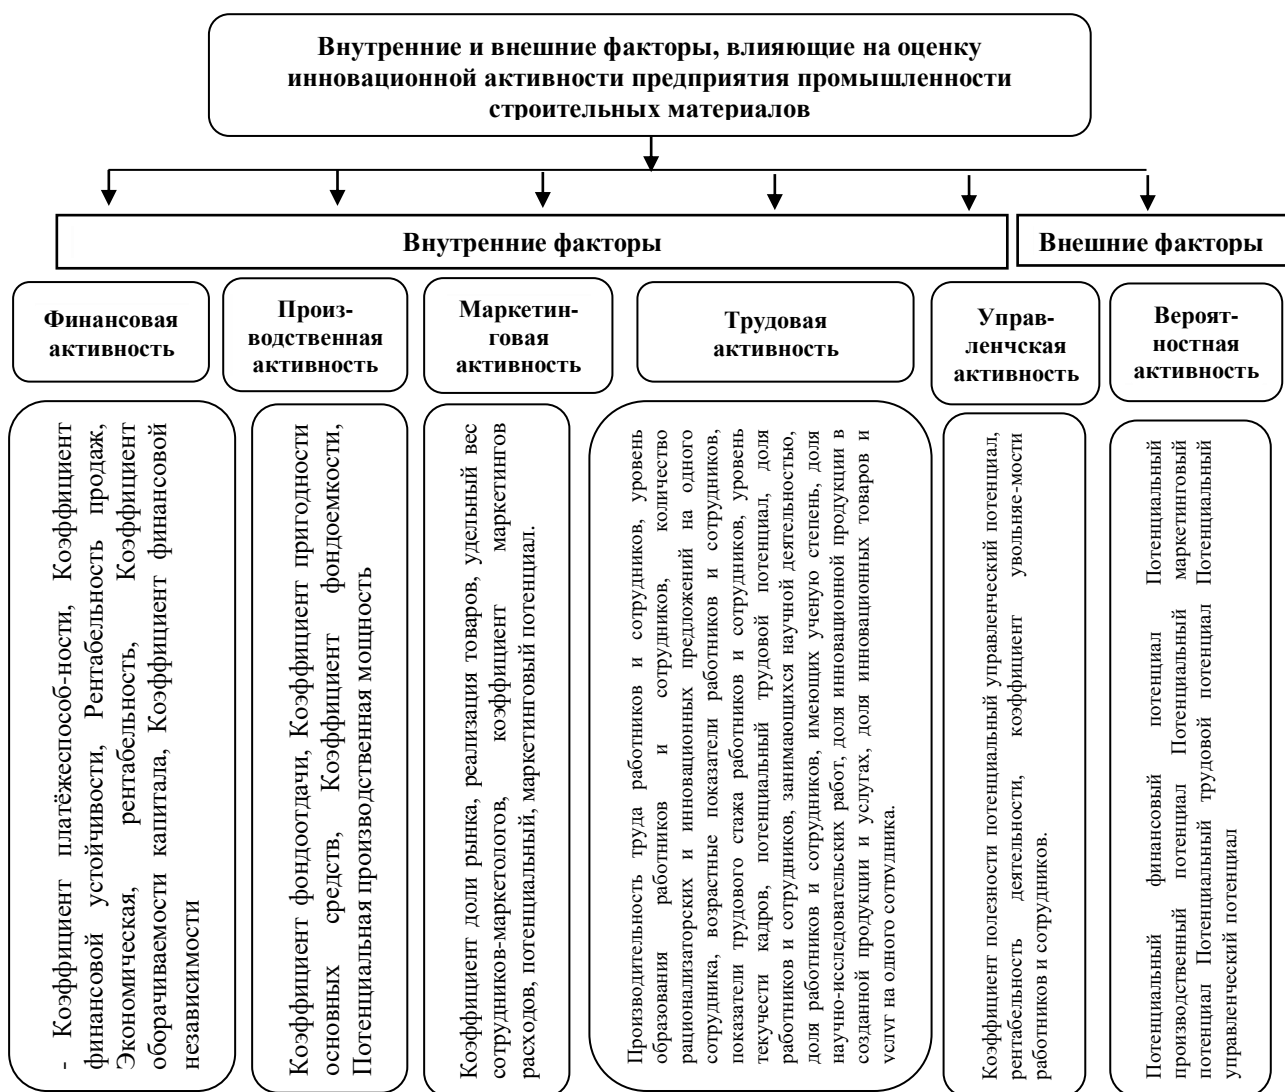 Внутренние и внешние факторы, влияющие на оценку
инновационной активности предприятия промышленности
строительных материалов
Внутренние факторы
Внешние факторы
Финансовая
активность
Произ-
водственная
активность
Маркетин-
говая
активность
Трудовая
активность
Управ-
ленчская
активность
Вероят-
ностная
активность
- Коэффициент платёжеспособ-ности, Коэффициент
финансовой устойчивости, Рентабельность продаж,
Экономическая, рентабельность, Коэффициент
оборачиваемости капитала, Коэффициент финансовой
независимости
Коэффициент фондоотдачи, Коэффициент пригодности
основных средств, Коэффициент фондоемкости,
Потенциальная производственная мощность
Коэффициент доли рынка, реализация товаров, удельный вес
сотрудников-маркетологов, коэффициент маркетингов
расходов, потенциальный, маркетинговый потенциал.
Производительность труда работников и сотрудников, уровень
образования работников и сотрудников, количество
рационализаторских и инновационных предложений на одного
сотрудника, возрастные показатели работников и сотрудников,
показатели трудового стажа работников и сотрудников, уровень
текучести кадров, потенциальный трудовой потенциал, доля
работников и сотрудников, занимающихся научной деятельностью,
доля работников и сотрудников, имеющих ученую степень, доля
научно-исследовательских работ, доля инновационной продукции в
созданной продукции и услугах, доля инновационных товаров и
услуг на одного сотрудника.
Коэффициент полезности потенциальный управленческий потенциал,
рентабельность деятельности, коэффициент увольняе-мости
работников и сотрудников.
Потенциальный финансовый потенциал Потенциальный
производственный потенциал Потенциальный маркетинговый
потенциал Потенциальный трудовой потенциал Потенциальный
управленческий потенциал